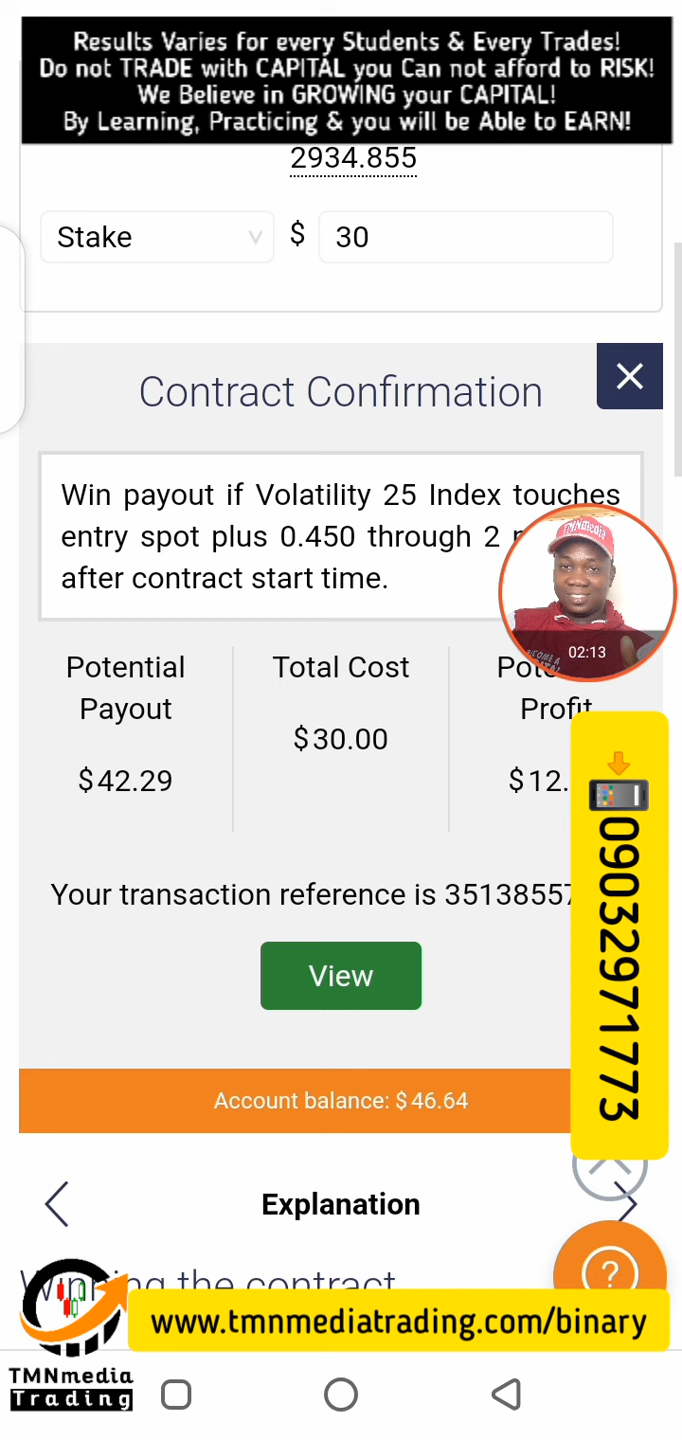 Results Varies for every Students & Every Trades!
Do not TRADE with CAPITAL you Can not afford to RISK!
We Believe in GROWING your CAPITAL!
By Learning, Practicing & you will be Able to EARN!
2934.855
Stake $ 30
Contract Confirmation
Win payout if Volatility 25 Index touches
entry spot plus 0.450 through 2
after contract start time.
TMNmedia
02:13
Potential
Payout
$42.29
Total Cost
$30.00
Profit
$12.
Your transaction reference is 35138557
09032971773
View
Account balance: $46.64
Explanation
Winning the contract
?
www.tmnmediatrading.com/binary
TMNmedia
Trading